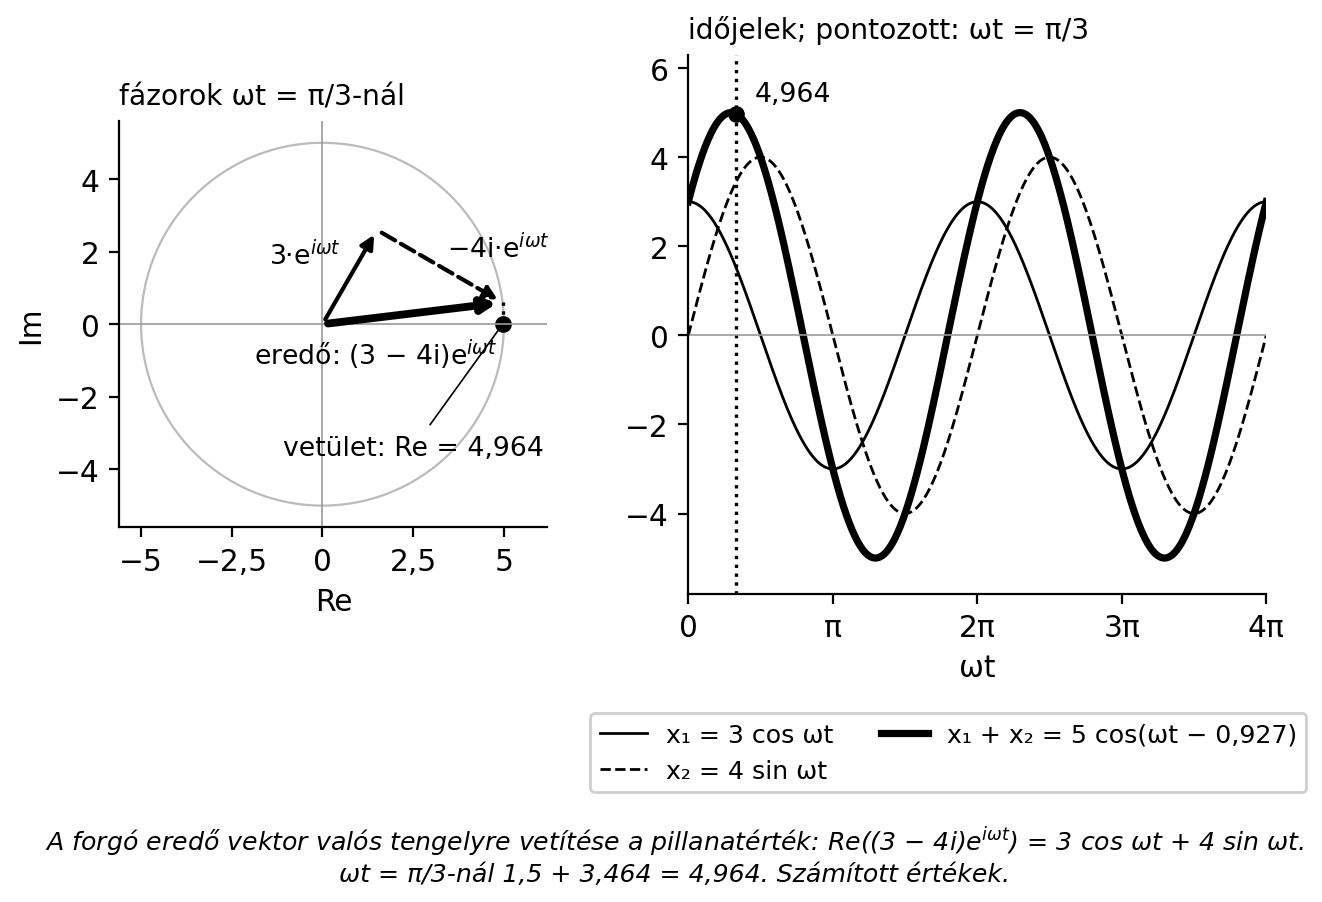 fázorok ωt = π/3-nál
Im
4
2
0
−2
−4
3·e^{iωt}
−4i·e^{iωt}
eredő: (3 − 4i)e^{iωt}
vetület: Re = 4,964
−5 −2,5 0 2,5 5
Re
időjelek; pontozott: ωt = π/3
6
4
2
0
−2
−4
4,964
0 π 2π 3π 4π
ωt
x₁ = 3 cos ωt
x₂ = 4 sin ωt
x₁ + x₂ = 5 cos(ωt − 0,927)
A forgó eredő vektor valós tengelyre vetítése a pillanatérték: Re((3 − 4i)e^{iωt}) = 3 cos ωt + 4 sin ωt.
ωt = π/3-nál 1,5 + 3,464 = 4,964. Számított értékek.